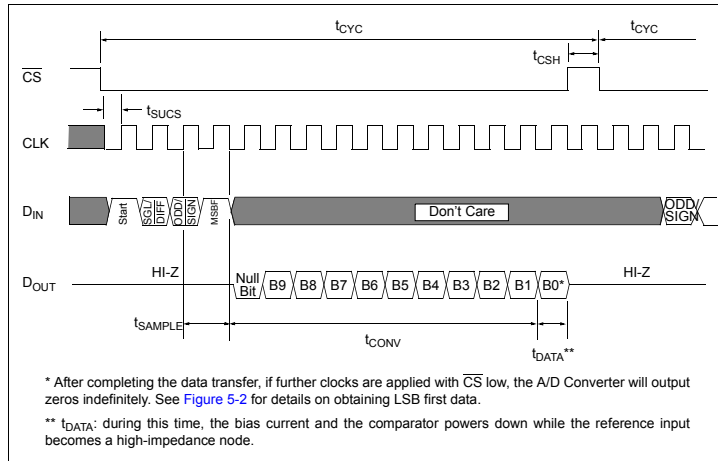 tCYC tCYC
tCSH
CS
tSUCS
CLK
DIN Start SGL/DIFF ODD/SIGN MSBF Don't Care ODD/SIGN
DOUT HI-Z Null Bit B9 B8 B7 B6 B5 B4 B3 B2 B1 B0* HI-Z
tSAMPLE tCONV tDATA**
* After completing the data transfer, if further clocks are applied with CS low, the A/D Converter will output
zeros indefinitely. See Figure 5-2 for details on obtaining LSB first data.
** tDATA: during this time, the bias current and the comparator powers down while the reference input
becomes a high-impedance node.